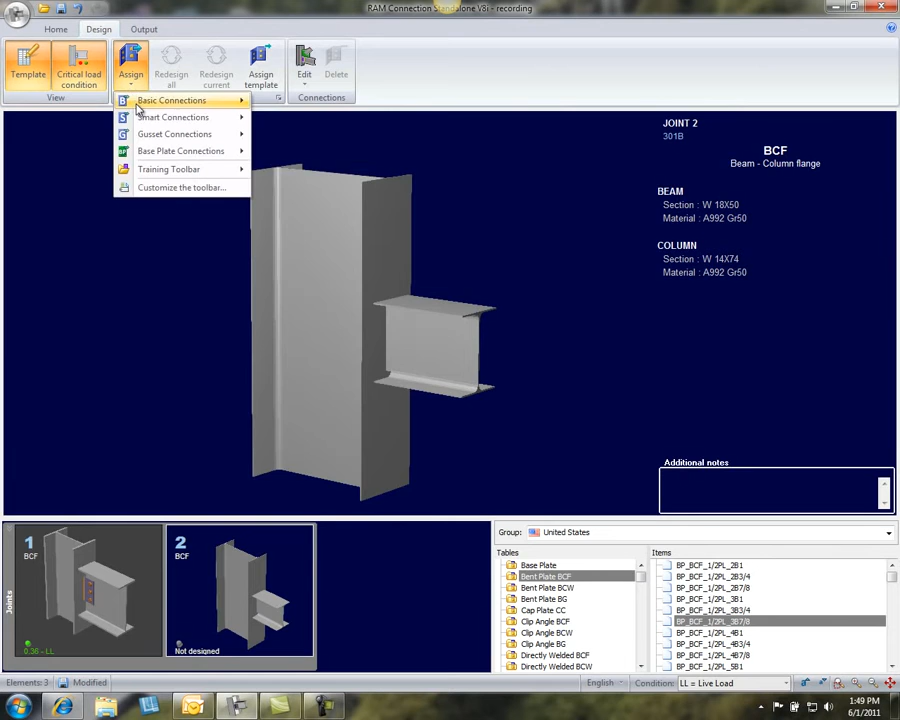 RAM Connection Standalone V8i - recording
Home
Design
Output
Template
Critical load
condition
Assign
Redesign
all
Redesign
current
Assign
template
Edit
Delete
View
Connections
Basic Connections
Smart Connections
Gusset Connections
Base Plate Connections
Training Toolbar
Customize the toolbar...
JOINT 2
301B
BCF
Beam - Column flange
BEAM
Section : W 18X50
Material : A992 Gr50
COLUMN
Section : W 14X74
Material : A992 Gr50
Additional notes
Joints
1
BCF
0.36 - LL
2
BCF
Not designed
Group:
United States
Tables
Base Plate
Bent Plate BCF
Bent Plate BCW
Bent Plate BG
Cap Plate CC
Clip Angle BCF
Clip Angle BCW
Clip Angle BG
Directly Welded BCF
Directly Welded BCW
Items
BP_BCF_1/2PL_2B1
BP_BCF_1/2PL_2B3/4
BP_BCF_1/2PL_2B7/8
BP_BCF_1/2PL_3B1
BP_BCF_1/2PL_3B3/4
BP_BCF_1/2PL_3B7/8
BP_BCF_1/2PL_4B1
BP_BCF_1/2PL_4B3/4
BP_BCF_1/2PL_4B7/8
BP_BCF_1/2PL_5B1
Elements: 3
Modified
English
Condition:
LL = Live Load
1:49 PM
6/1/2011